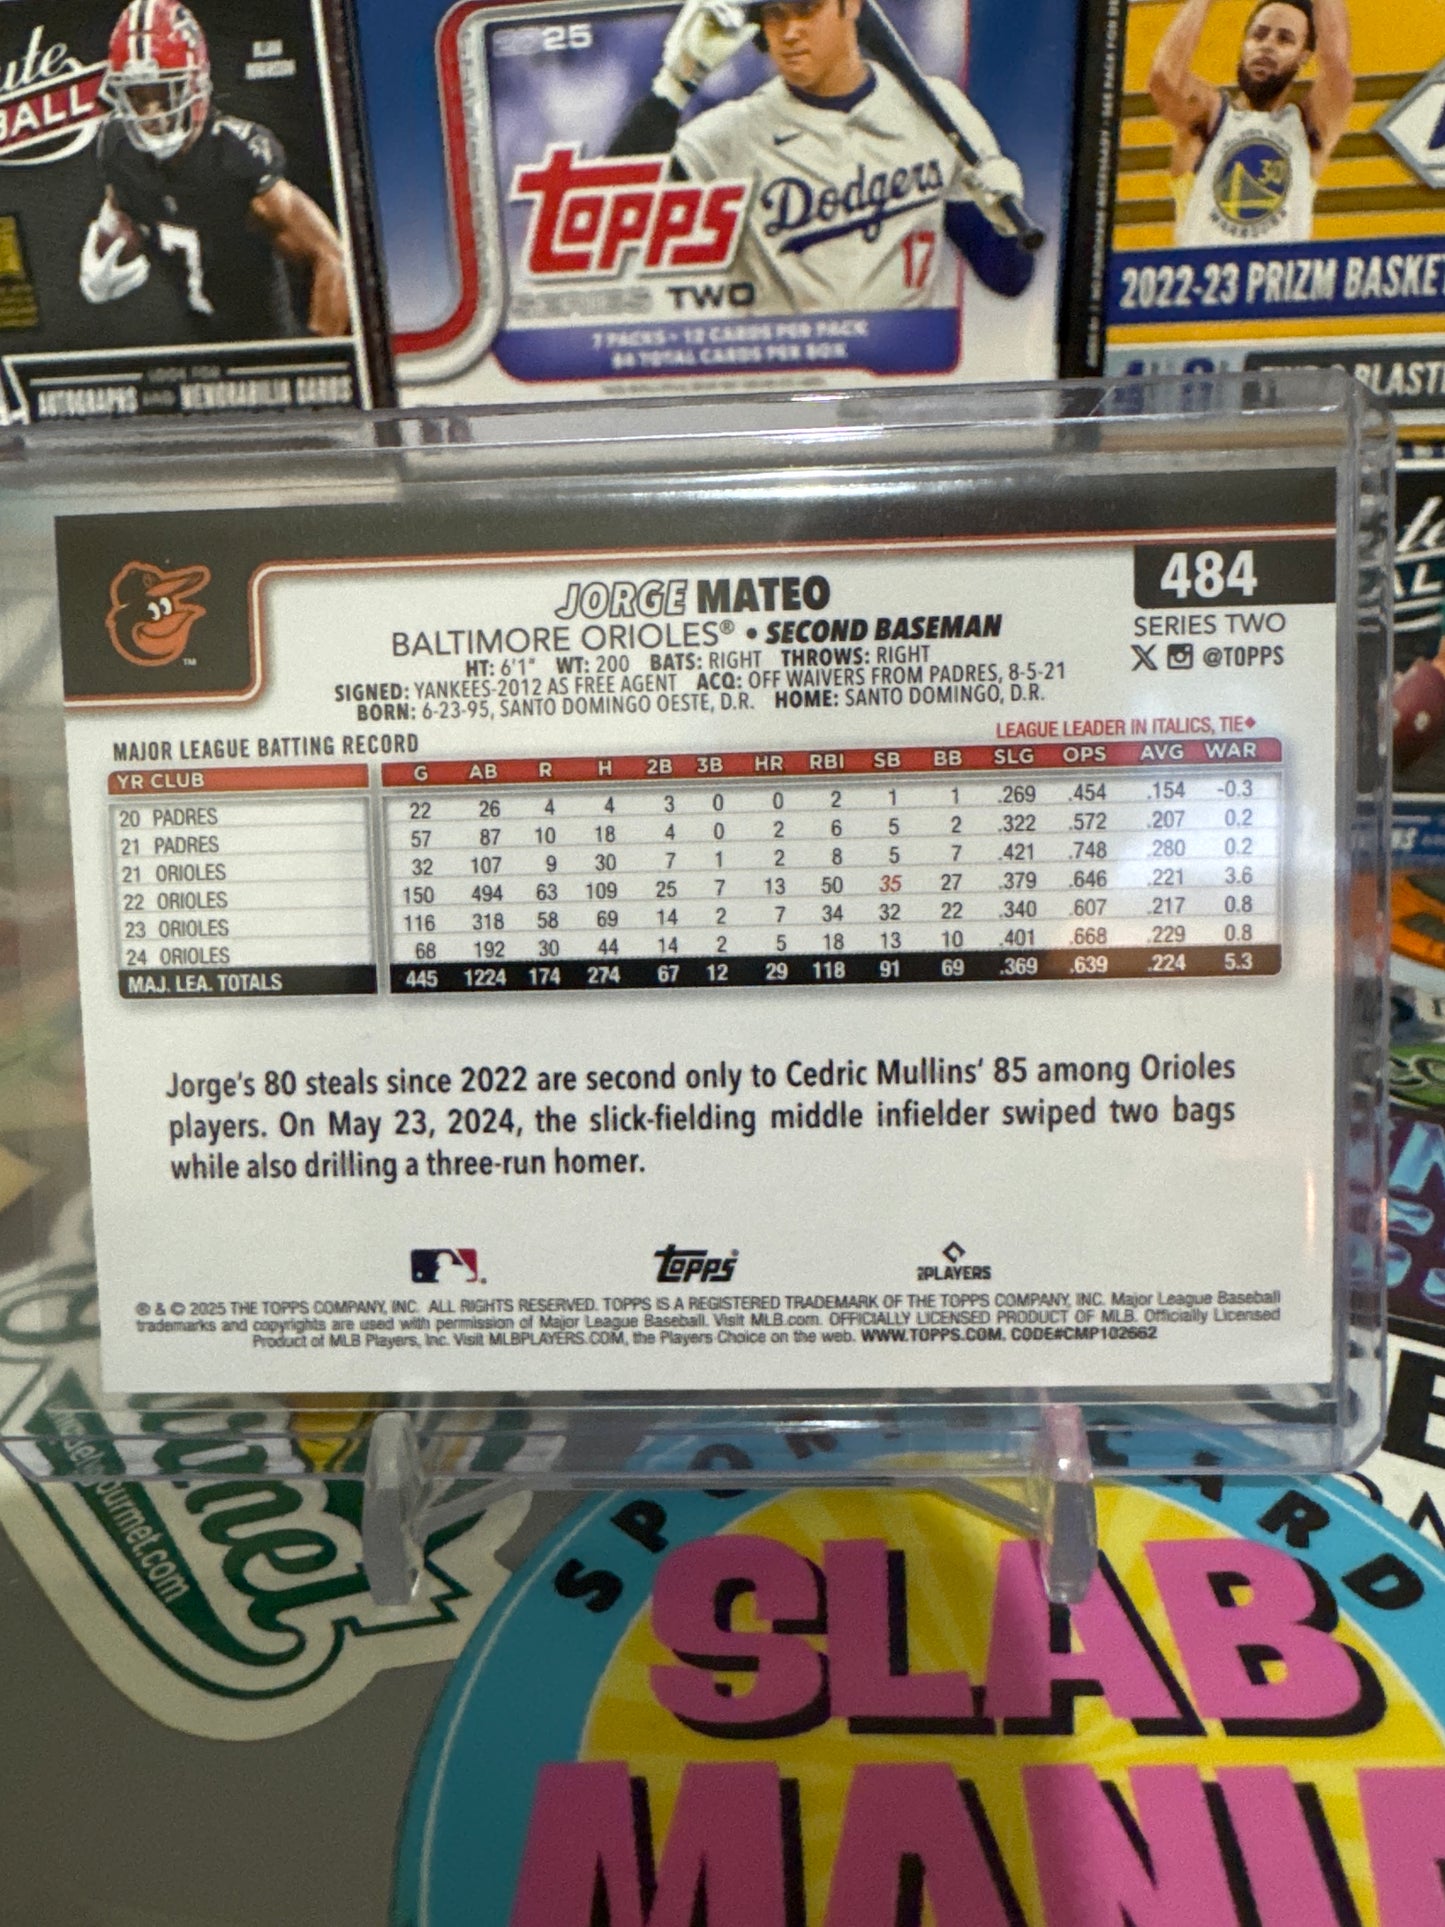 BALL
7
AUTOGRAPHS AND MEMORABILIA CARDS
25
TOPPS
SERIES TWO
7 PACKS • 12 CARDS PER PACK
84 TOTAL CARDS PER BOX
Dodgers
17
30
WARRIORS
2022-23 PRIZM BASKE
BLAST
484
SERIES TWO
X @TOPPS
JORGE MATEO
BALTIMORE ORIOLES® • SECOND BASEMAN
HT: 6'1" WT: 200 BATS: RIGHT THROWS: RIGHT
SIGNED: YANKEES-2012 AS FREE AGENT ACQ: OFF WAIVERS FROM PADRES, 8-5-21
BORN: 6-23-95, SANTO DOMINGO OESTE, D.R. HOME: SANTO DOMINGO, D.R.
TM
MAJOR LEAGUE BATTING RECORD LEAGUE LEADER IN ITALICS, TIE◆
YR CLUB G AB R H 2B 3B HR RBI SB BB SLG OPS AVG WAR
20 PADRES 22 26 4 4 3 0 0 2 1 1 .269 .454 .154 -0.3
21 PADRES 57 87 10 18 4 0 2 6 5 2 .322 .572 .207 0.2
21 ORIOLES 32 107 9 30 7 1 2 8 5 7 .421 .748 .280 0.2
22 ORIOLES 150 494 63 109 25 7 13 50 35 27 .379 .646 .221 3.6
23 ORIOLES 116 318 58 69 14 2 7 34 32 22 .340 .607 .217 0.8
24 ORIOLES 68 192 30 44 14 2 5 18 13 10 .401 .668 .229 0.8
MAJ. LEA. TOTALS 445 1224 174 274 67 12 29 118 91 69 .369 .639 .224 5.3
Jorge's 80 steals since 2022 are second only to Cedric Mullins' 85 among Orioles
players. On May 23, 2024, the slick-fielding middle infielder swiped two bags
while also drilling a three-run homer.
TOPPS®
PLAYERS
® & © 2025 THE TOPPS COMPANY, INC. ALL RIGHTS RESERVED. TOPPS IS A REGISTERED TRADEMARK OF THE TOPPS COMPANY, INC. Major League Baseball
trademarks and copyrights are used with permission of Major League Baseball. Visit MLB.com. OFFICIALLY LICENSED PRODUCT OF MLB. Officially Licensed
Product of MLB Players, Inc. Visit MLBPLAYERS.COM, the Players Choice on the web. WWW.TOPPS.COM. CODE#CMP102662
SPORT CARD
SLAB
MANI